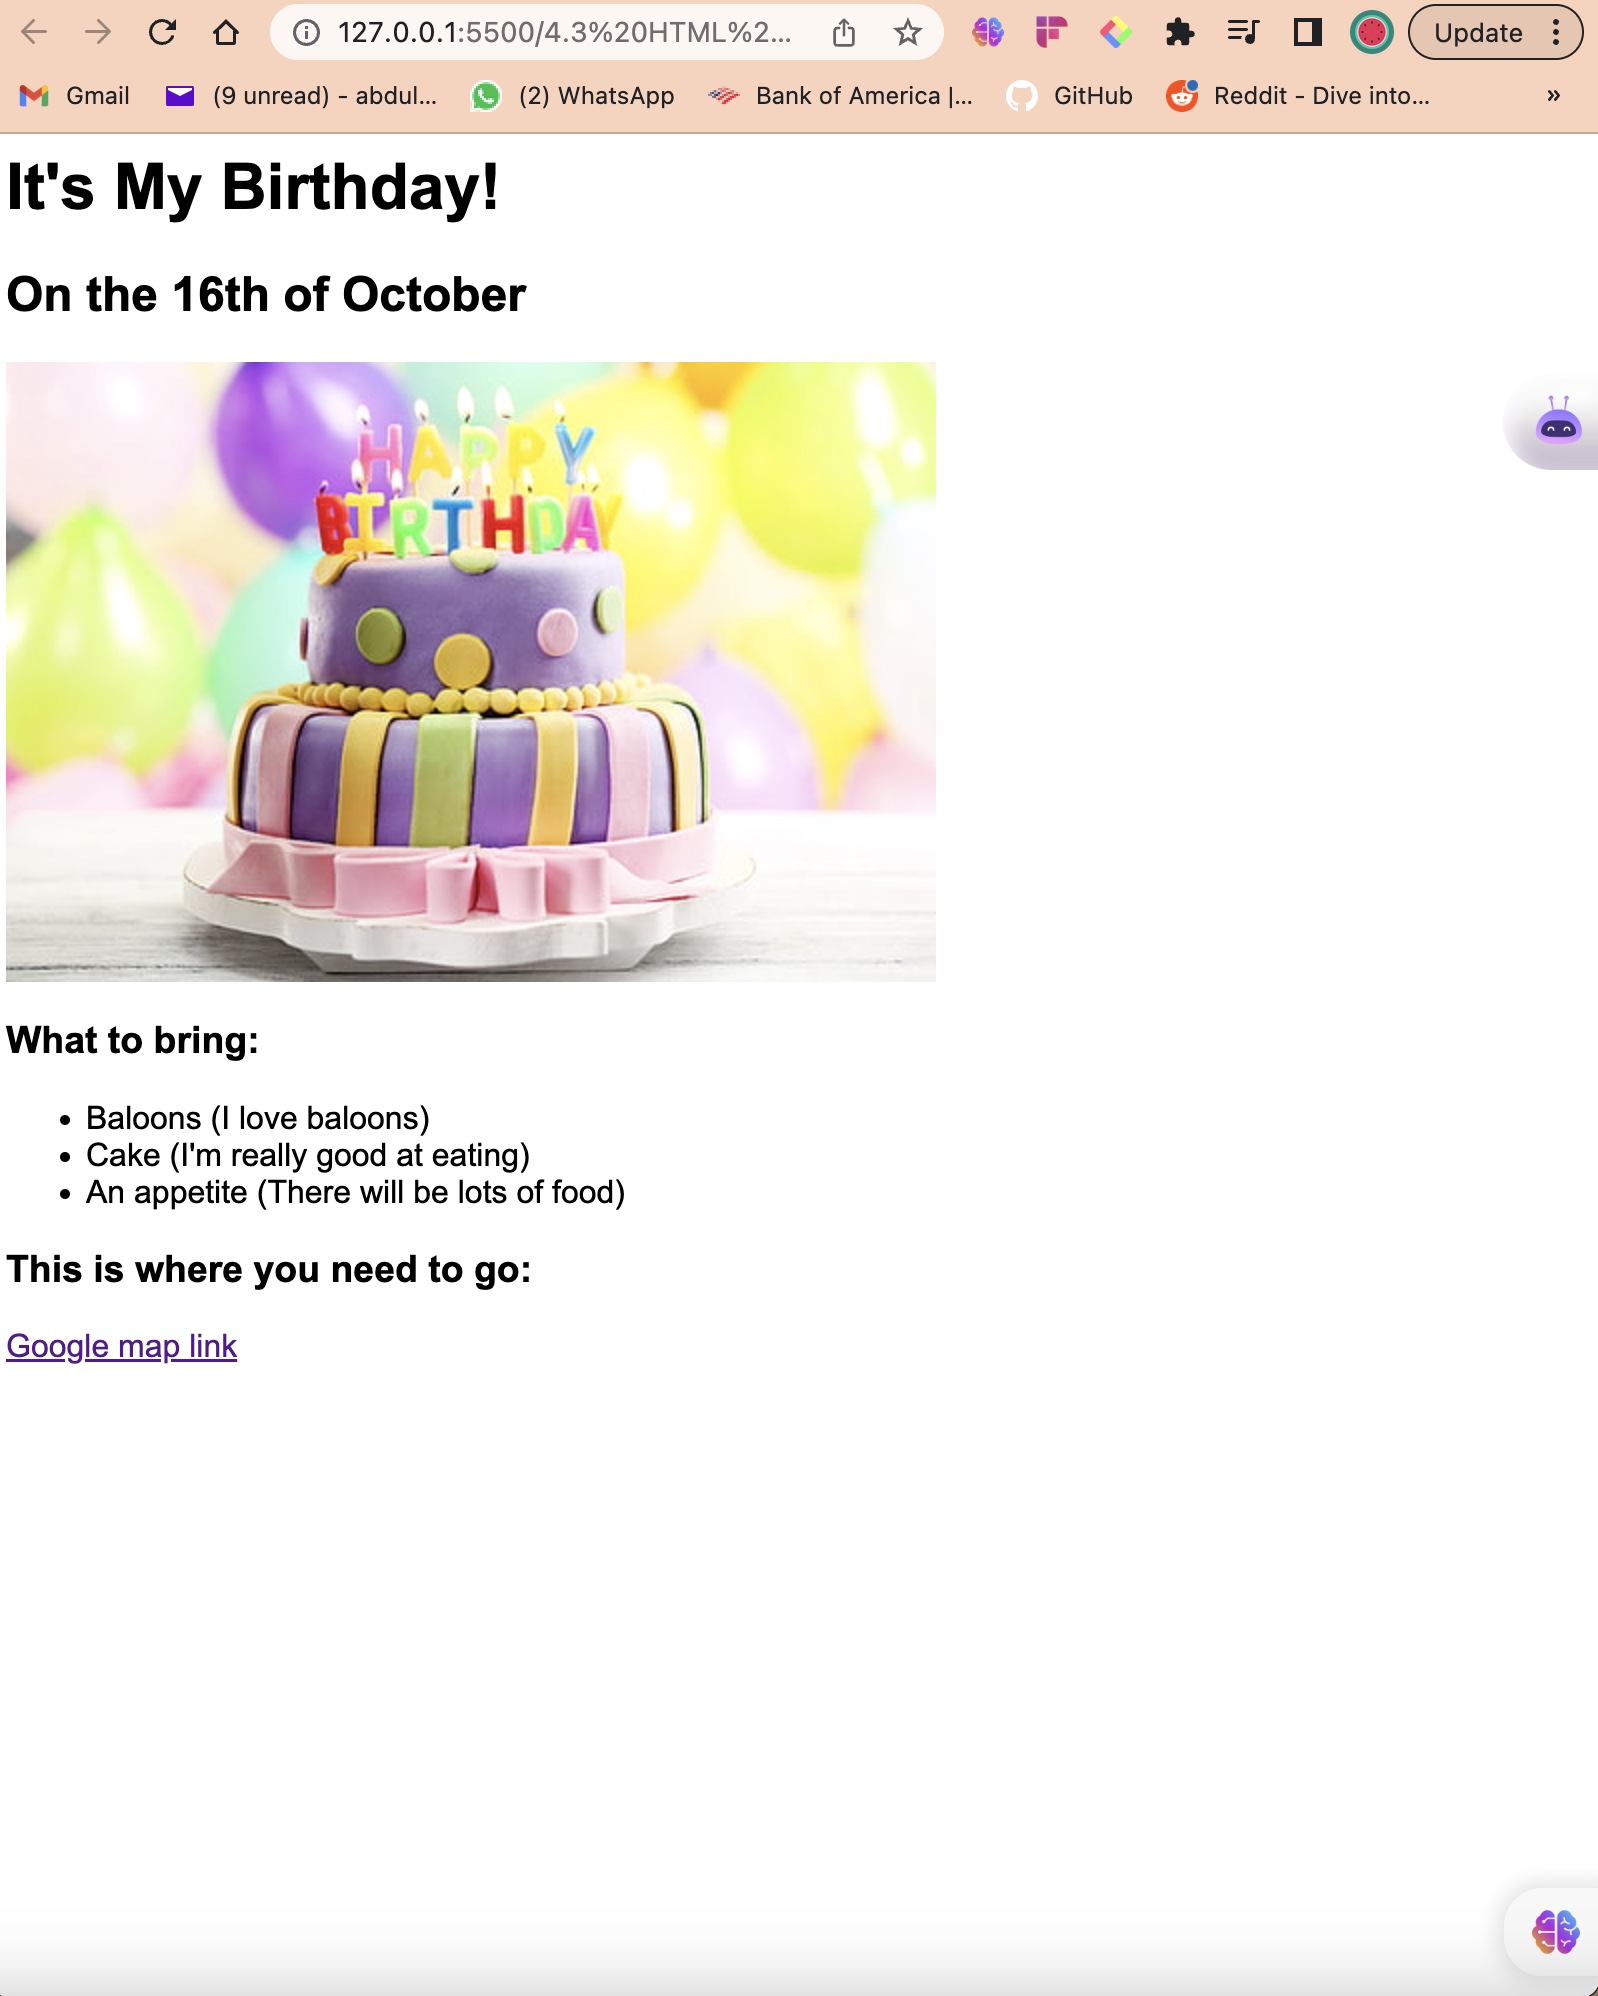 127.0.0.1:5500/4.3%20HTML%2...
Update
Gmail
(9 unread) - abdul...
(2) WhatsApp
Bank of America |...
GitHub
Reddit - Dive into...
»
It's My Birthday!
On the 16th of October
HAPPY
BIRTHDAY
What to bring:
• Baloons (I love baloons)
• Cake (I'm really good at eating)
• An appetite (There will be lots of food)
This is where you need to go:
Google map link